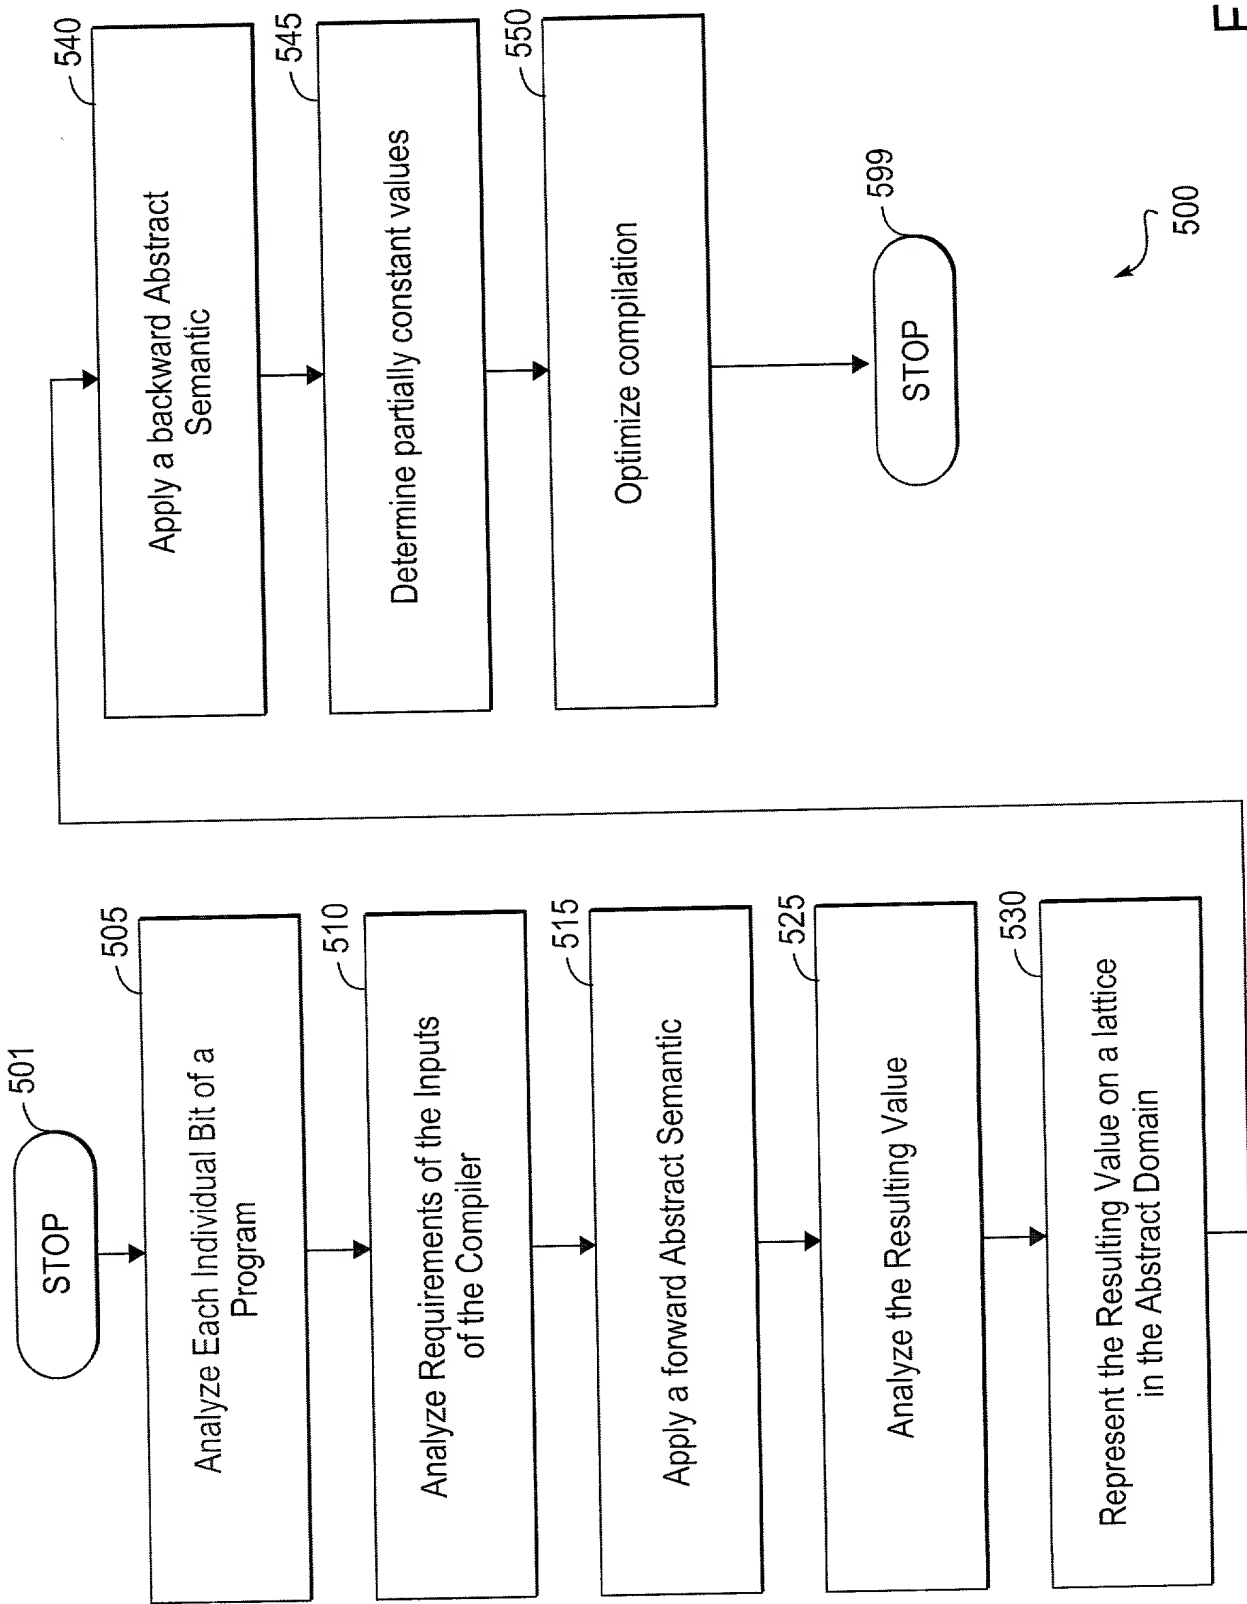 STOP
501
505
Analyze Each Individual Bit of a
Program
510
Analyze Requirements of the Inputs
of the Compiler
515
Apply a forward Abstract Semantic
525
Analyze the Resulting Value
530
Represent the Resulting Value on a lattice
in the Abstract Domain
540
Apply a backward Abstract
Semantic
545
Determine partially constant values
550
Optimize compilation
599
STOP
500